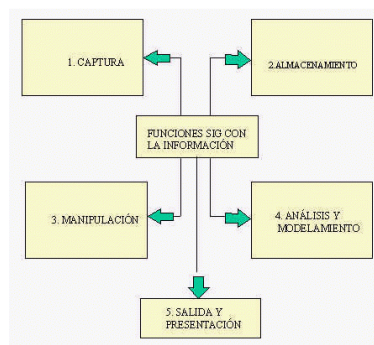 1. CAPTURA
2.ALMACENAMIENTO
FUNCIONES SIG CON
LA INFORMACIÓN
3. MANIPULACIÓN
4. ANÁLISIS Y
MODELAMIENTO
5. SALIDA Y
PRESENTACIÓN